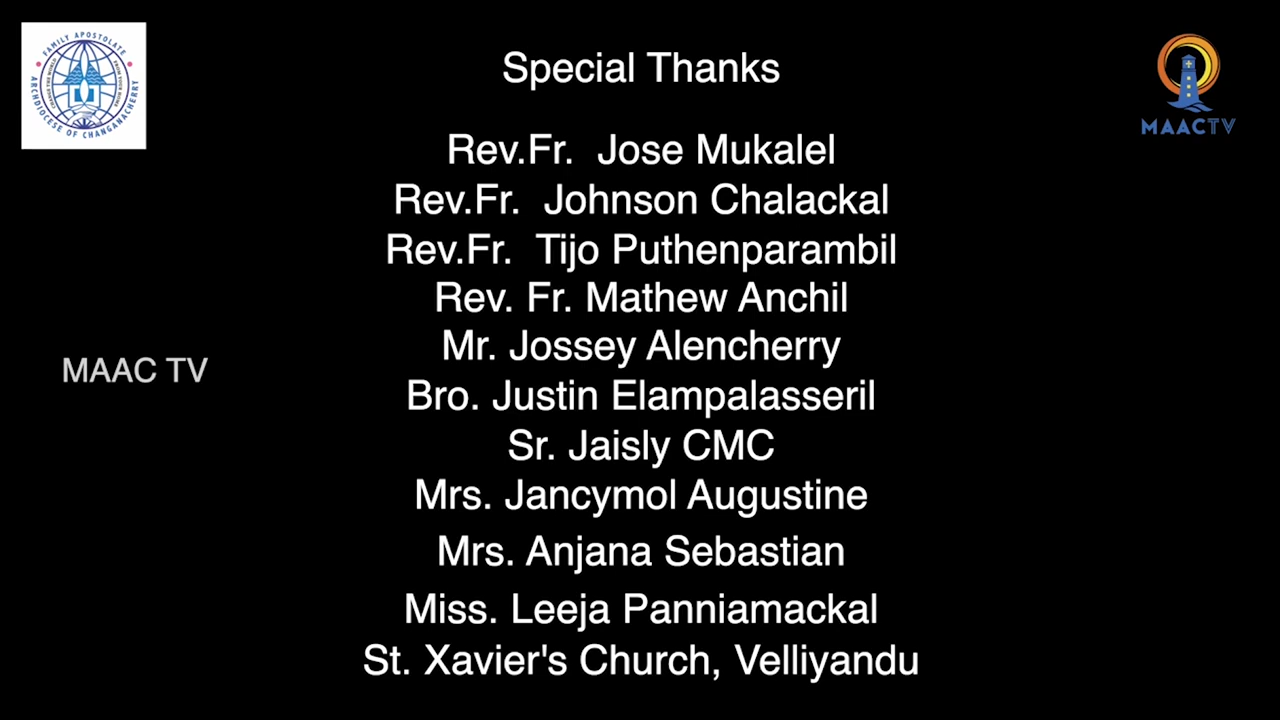 FAMILY APOSTOLATE
ARCHDIOCESE OF CHANGANACHERRY
Special Thanks
MAACTV
Rev.Fr.  Jose Mukalel
Rev.Fr.  Johnson Chalackal
Rev.Fr.  Tijo Puthenparambil
Rev. Fr. Mathew Anchil
Mr. Jossey Alencherry
MAAC TV
Bro. Justin Elampalasseril
Sr. Jaisly CMC
Mrs. Jancymol Augustine
Mrs. Anjana Sebastian
Miss. Leeja Panniamackal
St. Xavier's Church, Velliyandu